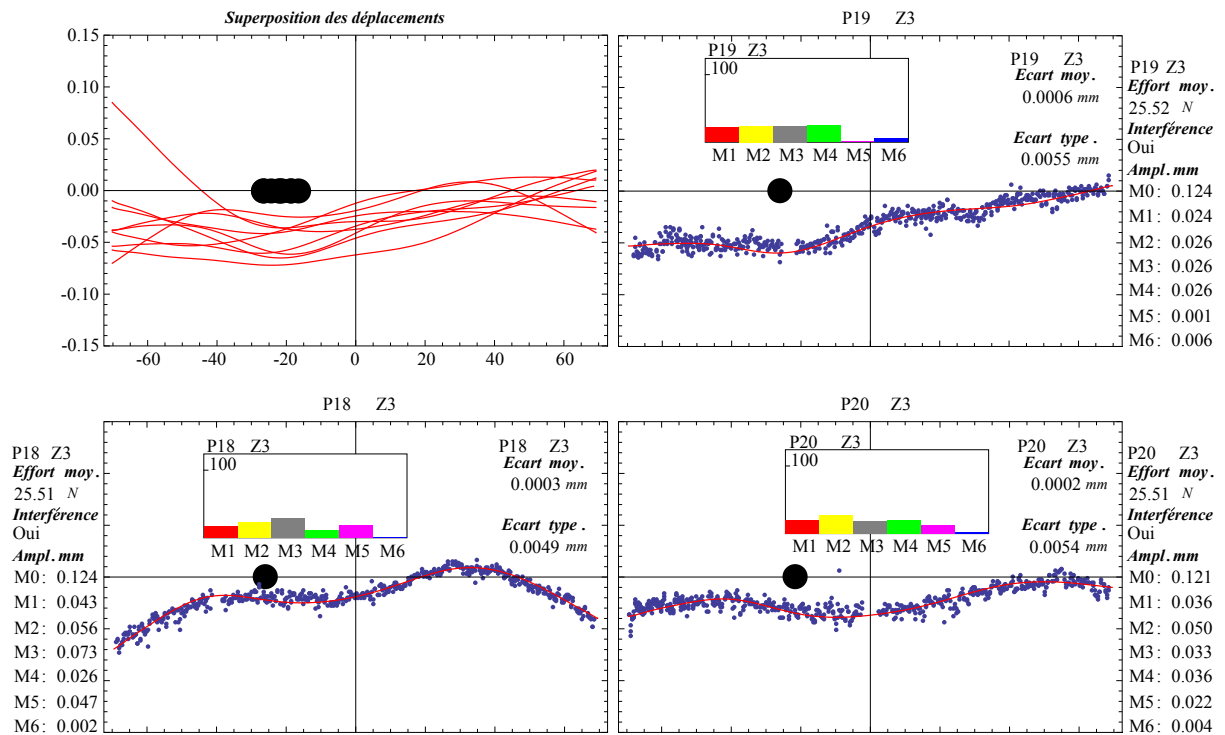 Superposition des déplacements
0.15
0.10
0.05
0.00
-0.05
-0.10
-0.15
-60
-40
-20
0
20
40
60
P19 Z3
P19 Z3
100
M1 M2 M3 M4 M5 M6
P19 Z3
Ecart moy.
0.0006 mm
Ecart type.
0.0055 mm
P19 Z3
Effort moy.
25.52 N
Interférence
Oui
Ampl.mm
M0: 0.124
M1: 0.024
M2: 0.026
M3: 0.026
M4: 0.026
M5: 0.001
M6: 0.006
P18 Z3
P18 Z3
Effort moy.
25.51 N
Interférence
Oui
Ampl.mm
M0: 0.124
M1: 0.043
M2: 0.056
M3: 0.073
M4: 0.026
M5: 0.047
M6: 0.002
P18 Z3
100
M1 M2 M3 M4 M5 M6
P18 Z3
Ecart moy.
0.0003 mm
Ecart type.
0.0049 mm
P20 Z3
P20 Z3
100
M1 M2 M3 M4 M5 M6
P20 Z3
Ecart moy.
0.0002 mm
Ecart type.
0.0054 mm
P20 Z3
Effort moy.
25.51 N
Interférence
Oui
Ampl.mm
M0: 0.121
M1: 0.036
M2: 0.050
M3: 0.033
M4: 0.036
M5: 0.022
M6: 0.004